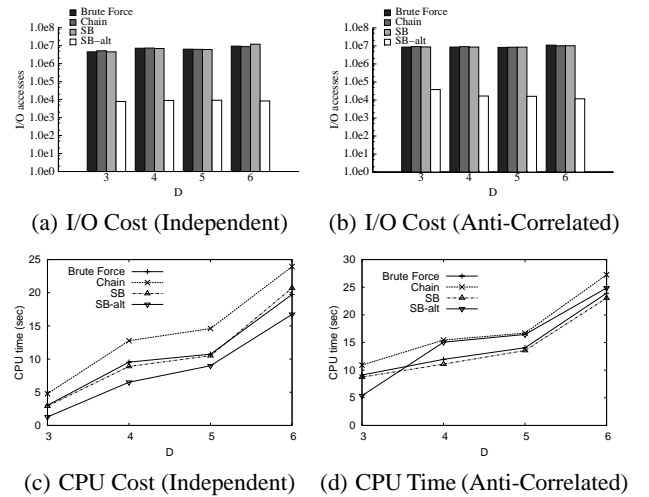 Brute Force
Chain
SB
SB−alt
1.0e8
1.0e7
1.0e6
1.0e5
1.0e4
1.0e3
1.0e2
1.0e1
1.0e0
I/O accesses
3 4 5 6
D
(a) I/O Cost (Independent)
Brute Force
Chain
SB
SB−alt
1.0e8
1.0e7
1.0e6
1.0e5
1.0e4
1.0e3
1.0e2
1.0e1
1.0e0
I/O accesses
3 4 5 6
D
(b) I/O Cost (Anti-Correlated)
Brute Force
Chain
SB
SB-alt
25
20
15
10
5
0
CPU time (sec)
3 4 5 6
D
(c) CPU Cost (Independent)
Brute Force
Chain
SB
SB-alt
30
25
20
15
10
5
0
CPU time (sec)
3 4 5 6
D
(d) CPU Time (Anti-Correlated)